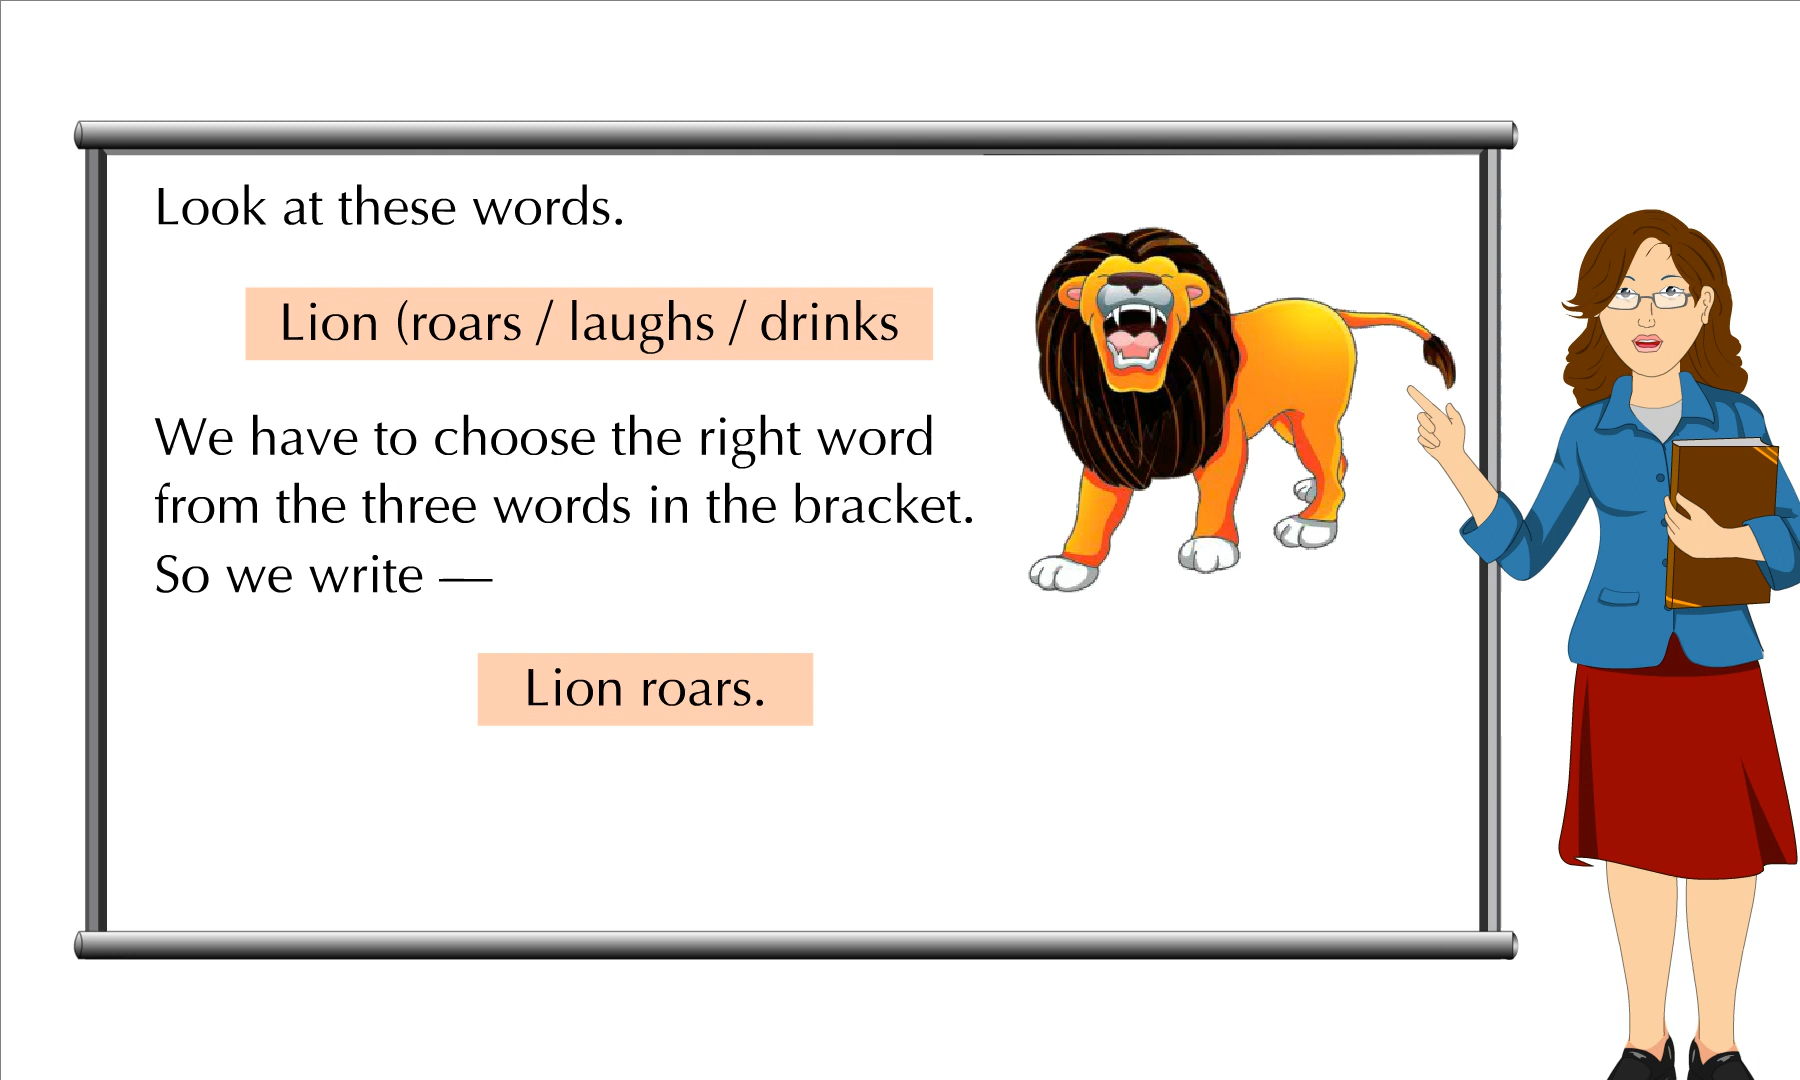 Look at these words.
Lion (roars / laughs / drinks
We have to choose the right word
from the three words in the bracket.
So we write —
Lion roars.